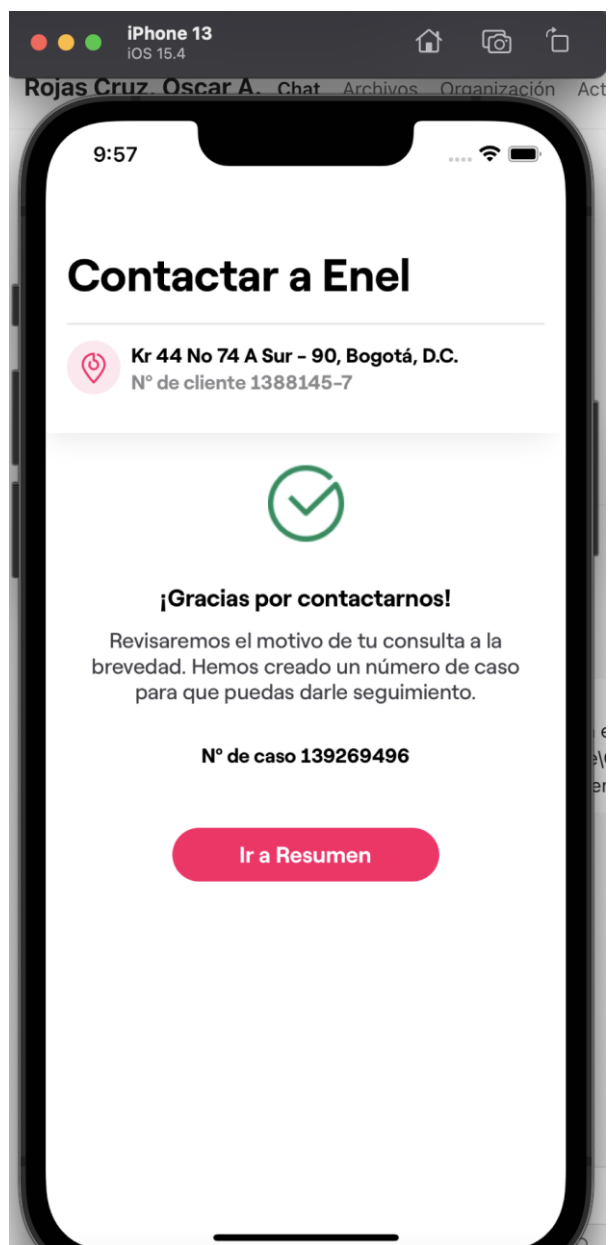 iPhone 13
iOS 15.4
Rojas Cruz, Oscar A. Chat Archivos Organización Act
9:57
Contactar a Enel
Kr 44 No 74 A Sur - 90, Bogotá, D.C.
N° de cliente 1388145-7
¡Gracias por contactarnos!
Revisaremos el motivo de tu consulta a la
brevedad. Hemos creado un número de caso
para que puedas darle seguimiento.
N° de caso 139269496
Ir a Resumen